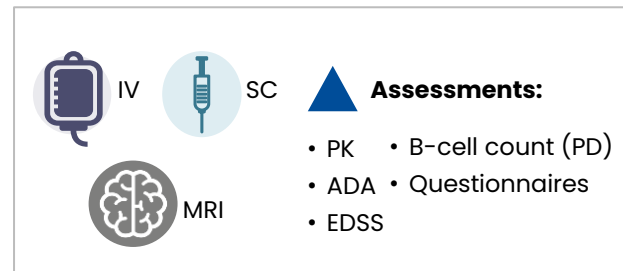 IV
SC
MRI
Assessments:
• PK
• ADA
• EDSS
• B-cell count (PD)
• Questionnaires